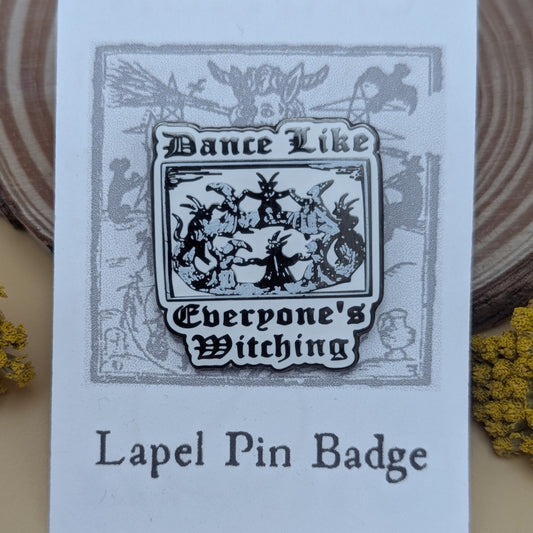 Dance Like
Everyone's
Witching
Lapel Pin Badge